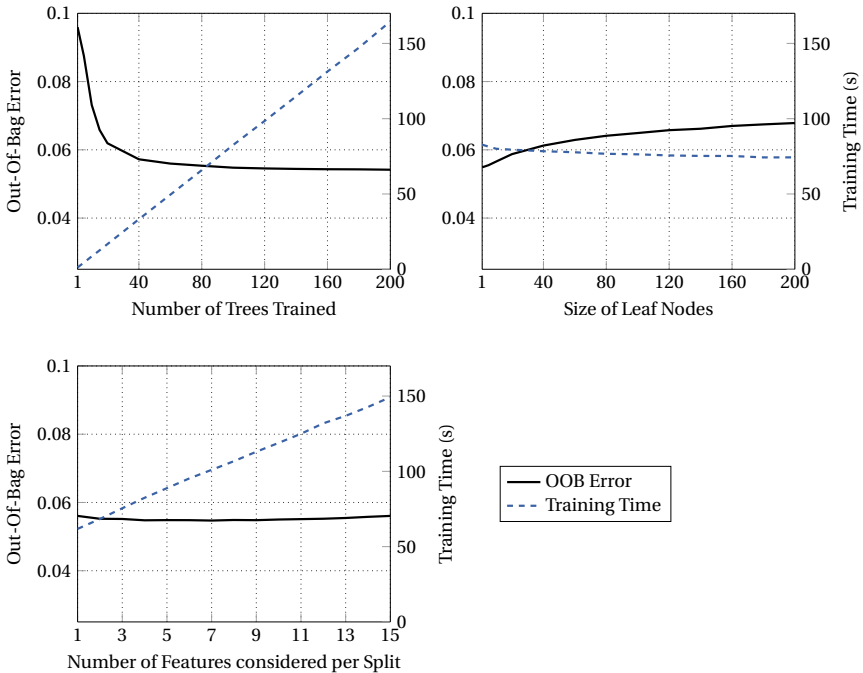 0.1
0.08
0.06
0.04
Out-Of-Bag Error
150
100
50
0
1 40 80 120 160 200
Number of Trees Trained
0.1
0.08
0.06
0.04
150
100
50
0
Training Time (s)
1 40 80 120 160 200
Size of Leaf Nodes
0.1
0.08
0.06
0.04
Out-Of-Bag Error
150
100
50
0
Training Time (s)
1 3 5 7 9 11 13 15
Number of Features considered per Split
OOB Error
Training Time